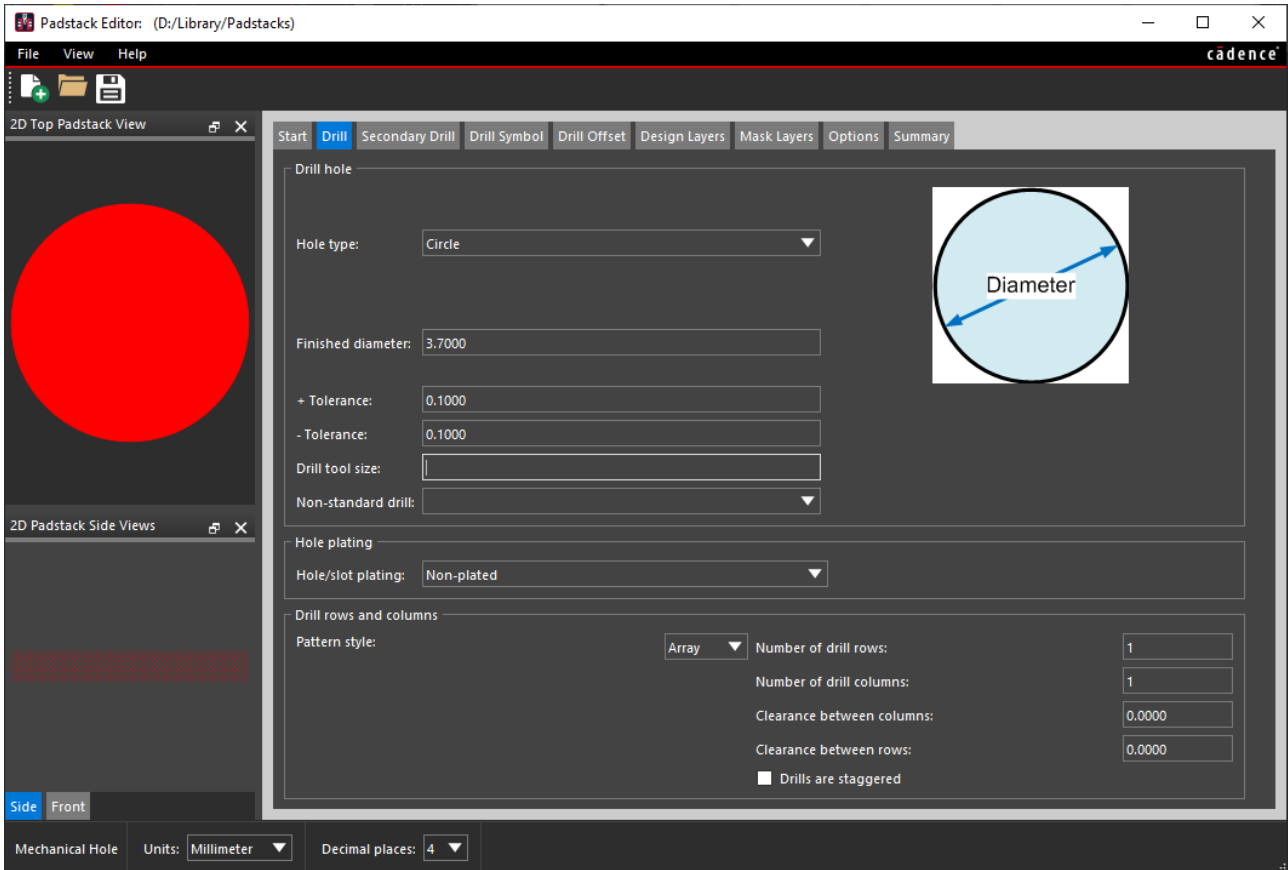 Padstack Editor: (D:/Library/Padstacks)
File View Help
cādence
2D Top Padstack View
Start Drill Secondary Drill Drill Symbol Drill Offset Design Layers Mask Layers Options Summary
Drill hole
Hole type: Circle
Diameter
Finished diameter: 3.7000
+ Tolerance: 0.1000
- Tolerance: 0.1000
Drill tool size:
Non-standard drill:
2D Padstack Side Views
Hole plating
Hole/slot plating: Non-plated
Drill rows and columns
Pattern style: Array Number of drill rows: 1
Number of drill columns: 1
Clearance between columns: 0.0000
Clearance between rows: 0.0000
Drills are staggered
Side Front
Mechanical Hole Units: Millimeter Decimal places: 4